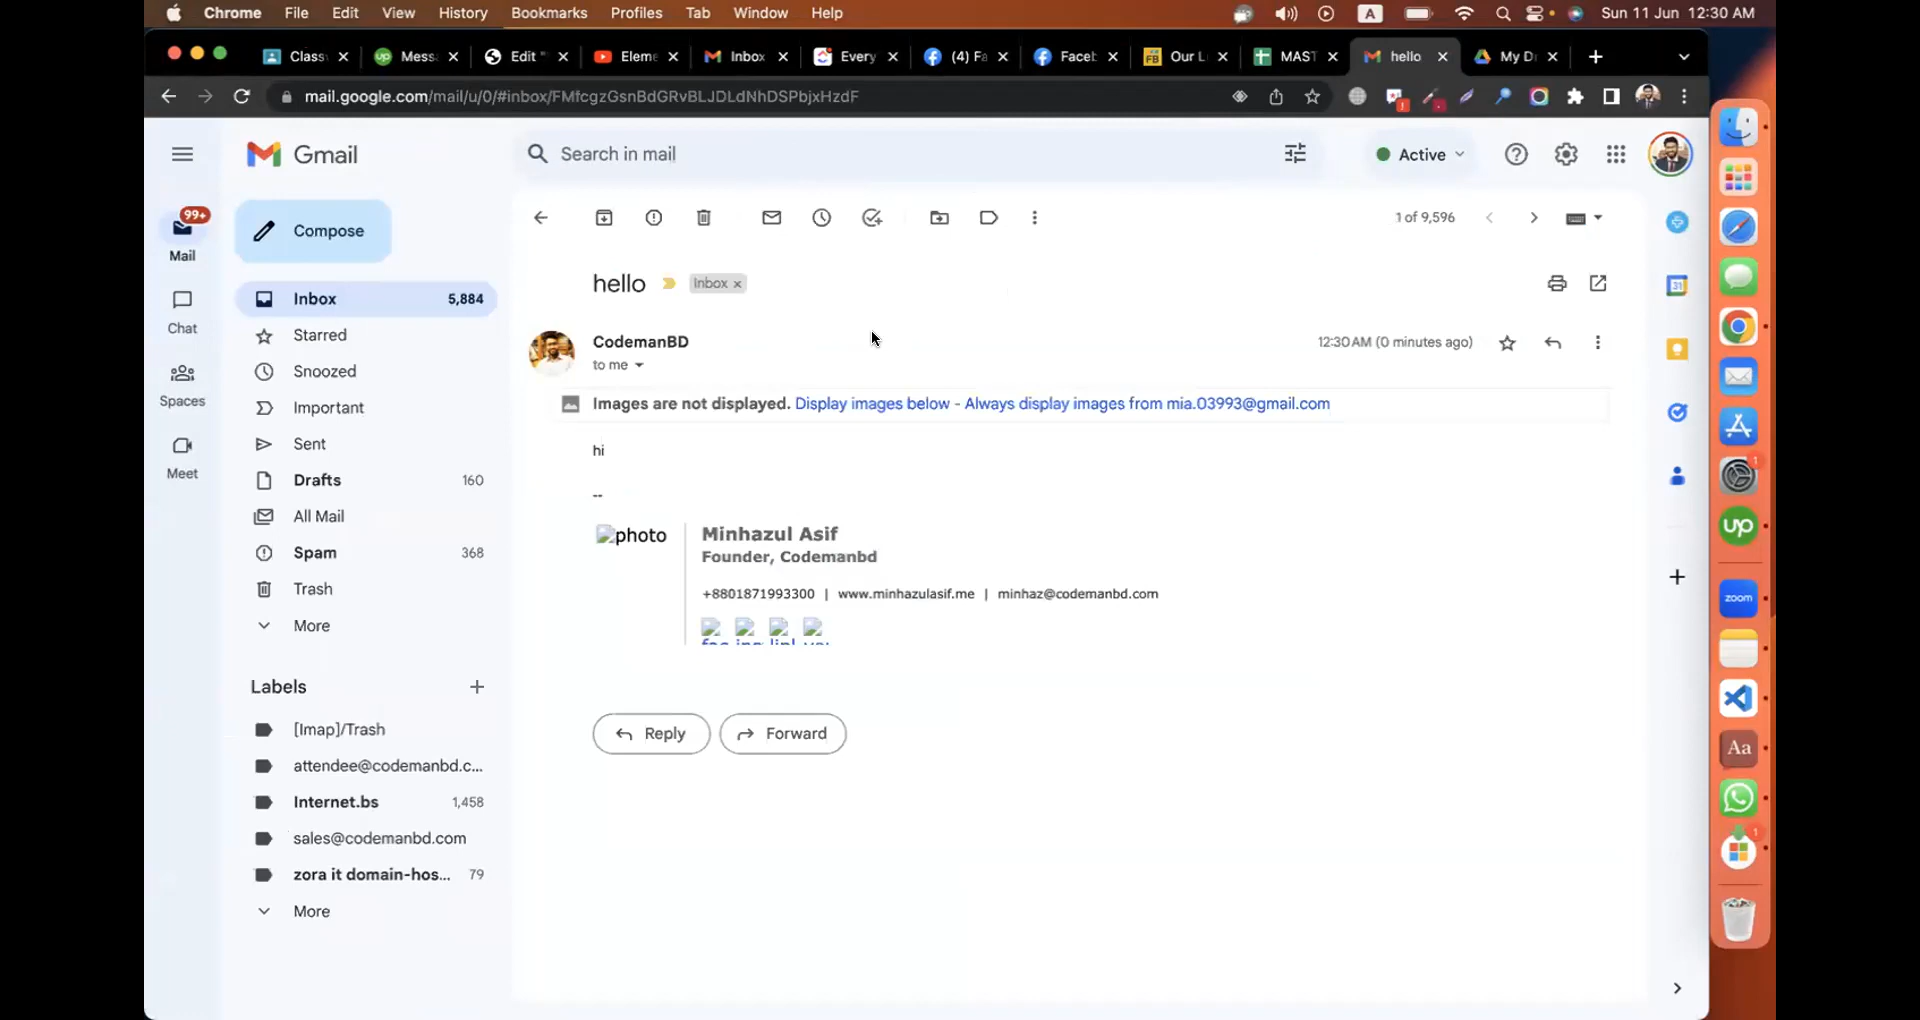 Chrome File Edit View History Bookmarks Profiles Tab Window Help A Sun 11 Jun 12:30 AM
Class Mess Edit " Eleme Inbox Every (4) Fa Faceb Our L MAST hello My D
mail.google.com/mail/u/0/#inbox/FMfcgzGsnBdGRvBLJDLdNhDSPbjxHzdF
Gmail
Search in mail
Active
99+
Mail
Chat
Spaces
Meet
Compose
Inbox 5,884
Starred
Snoozed
Important
Sent
Drafts 160
All Mail
Spam 368
Trash
More
Labels
[Imap]/Trash
attendee@codemanbd.c...
Internet.bs 1,458
sales@codemanbd.com
zora it domain-hos... 79
More
1 of 9,596
hello Inbox ×
CodemanBD
12:30 AM (0 minutes ago)
to me
Images are not displayed. Display images below - Always display images from mia.03993@gmail.com
hi
--
photo
Minhazul Asif
Founder, Codemanbd
+8801871993300 | www.minhazulasif.me | minhaz@codemanbd.com
Reply
Forward
31
1
up
zoom
Aa
1